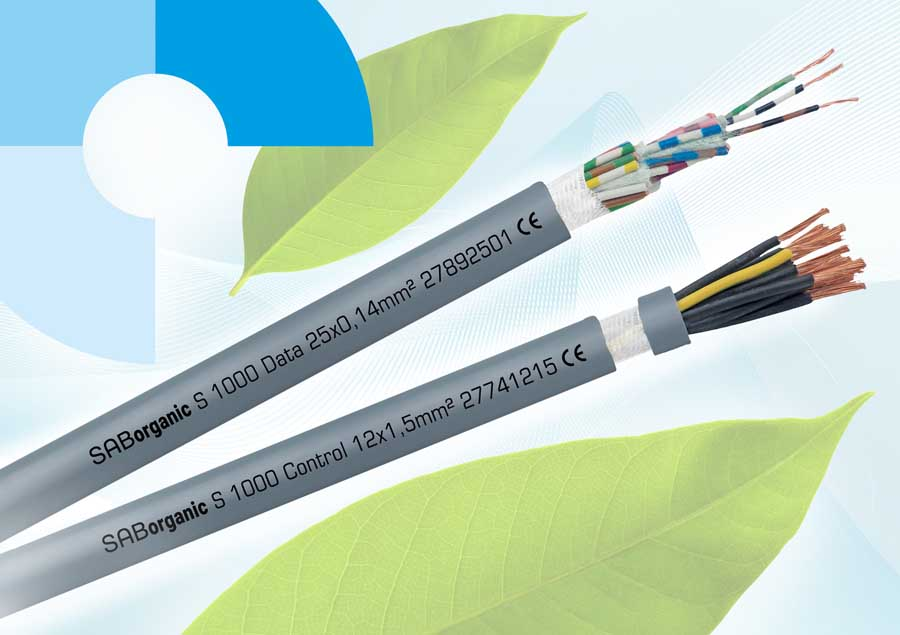 SABorganic S 1000 Data 25x0,14mm² 27892501 CE
SABorganic S 1000 Control 12x1,5mm² 27741215 CE